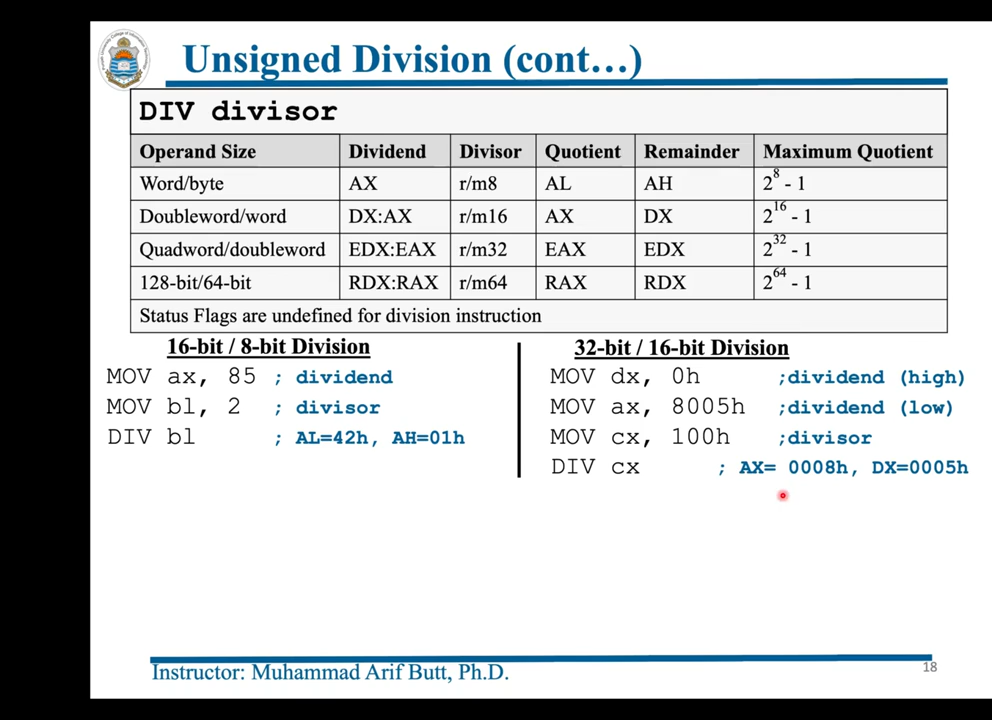 Unsigned Division (cont…)
DIV divisor
Operand Size Dividend Divisor Quotient Remainder Maximum Quotient
Word/byte AX r/m8 AL AH 2^8 - 1
Doubleword/word DX:AX r/m16 AX DX 2^16 - 1
Quadword/doubleword EDX:EAX r/m32 EAX EDX 2^32 - 1
128-bit/64-bit RDX:RAX r/m64 RAX RDX 2^64 - 1
Status Flags are undefined for division instruction
16-bit / 8-bit Division
MOV ax, 85 ; dividend
MOV bl, 2 ; divisor
DIV bl ; AL=42h, AH=01h
32-bit / 16-bit Division
MOV dx, 0h ;dividend (high)
MOV ax, 8005h ;dividend (low)
MOV cx, 100h ;divisor
DIV cx ; AX= 0008h, DX=0005h
Instructor: Muhammad Arif Butt, Ph.D.
18